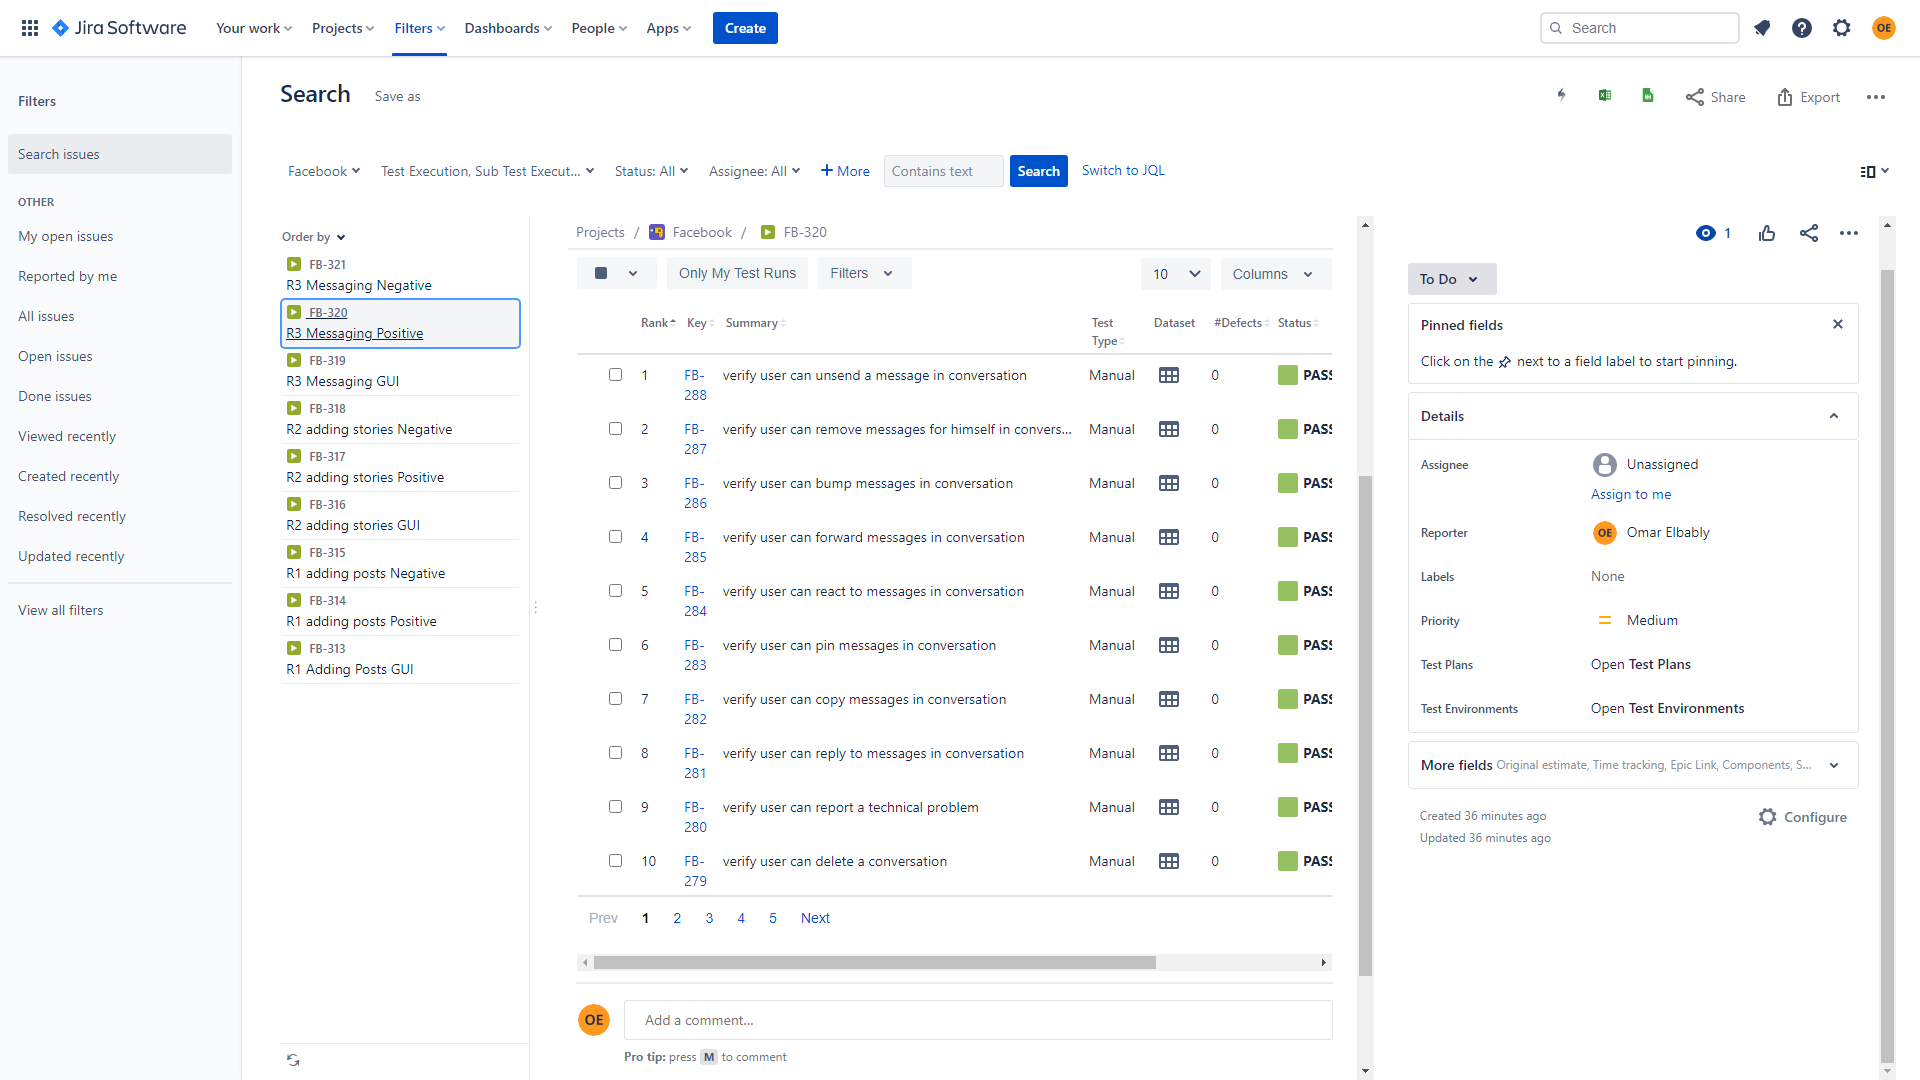 Jira Software
Your work
Projects
Filters
Dashboards
People
Apps
Create
Search
OE
Filters
Search issues
OTHER
My open issues
Reported by me
All issues
Open issues
Done issues
Viewed recently
Created recently
Resolved recently
Updated recently
View all filters
Search
Save as
Share
Export
Facebook
Test Execution, Sub Test Execut...
Status: All
Assignee: All
+ More
Contains text
Search
Switch to JQL
Order by
FB-321
R3 Messaging Negative
FB-320
R3 Messaging Positive
FB-319
R3 Messaging GUI
FB-318
R2 adding stories Negative
FB-317
R2 adding stories Positive
FB-316
R2 adding stories GUI
FB-315
R1 adding posts Negative
FB-314
R1 adding posts Positive
FB-313
R1 Adding Posts GUI
Projects / Facebook / FB-320
Only My Test Runs
Filters
10
Columns
Rank Key Summary Test Type Dataset #Defects Status
1 FB-288 verify user can unsend a message in conversation Manual 0 PASS
2 FB-287 verify user can remove messages for himself in convers... Manual 0 PASS
3 FB-286 verify user can bump messages in conversation Manual 0 PASS
4 FB-285 verify user can forward messages in conversation Manual 0 PASS
5 FB-284 verify user can react to messages in conversation Manual 0 PASS
6 FB-283 verify user can pin messages in conversation Manual 0 PASS
7 FB-282 verify user can copy messages in conversation Manual 0 PASS
8 FB-281 verify user can reply to messages in conversation Manual 0 PASS
9 FB-280 verify user can report a technical problem Manual 0 PASS
10 FB-279 verify user can delete a conversation Manual 0 PASS
Prev 1 2 3 4 5 Next
OE
Add a comment...
Pro tip: press M to comment
1
To Do
Pinned fields
Click on the next to a field label to start pinning.
Details
Assignee
Unassigned
Assign to me
Reporter
OE Omar Elbably
Labels
None
Priority
Medium
Test Plans
Open Test Plans
Test Environments
Open Test Environments
More fields Original estimate, Time tracking, Epic Link, Components, S...
Created 36 minutes ago
Updated 36 minutes ago
Configure